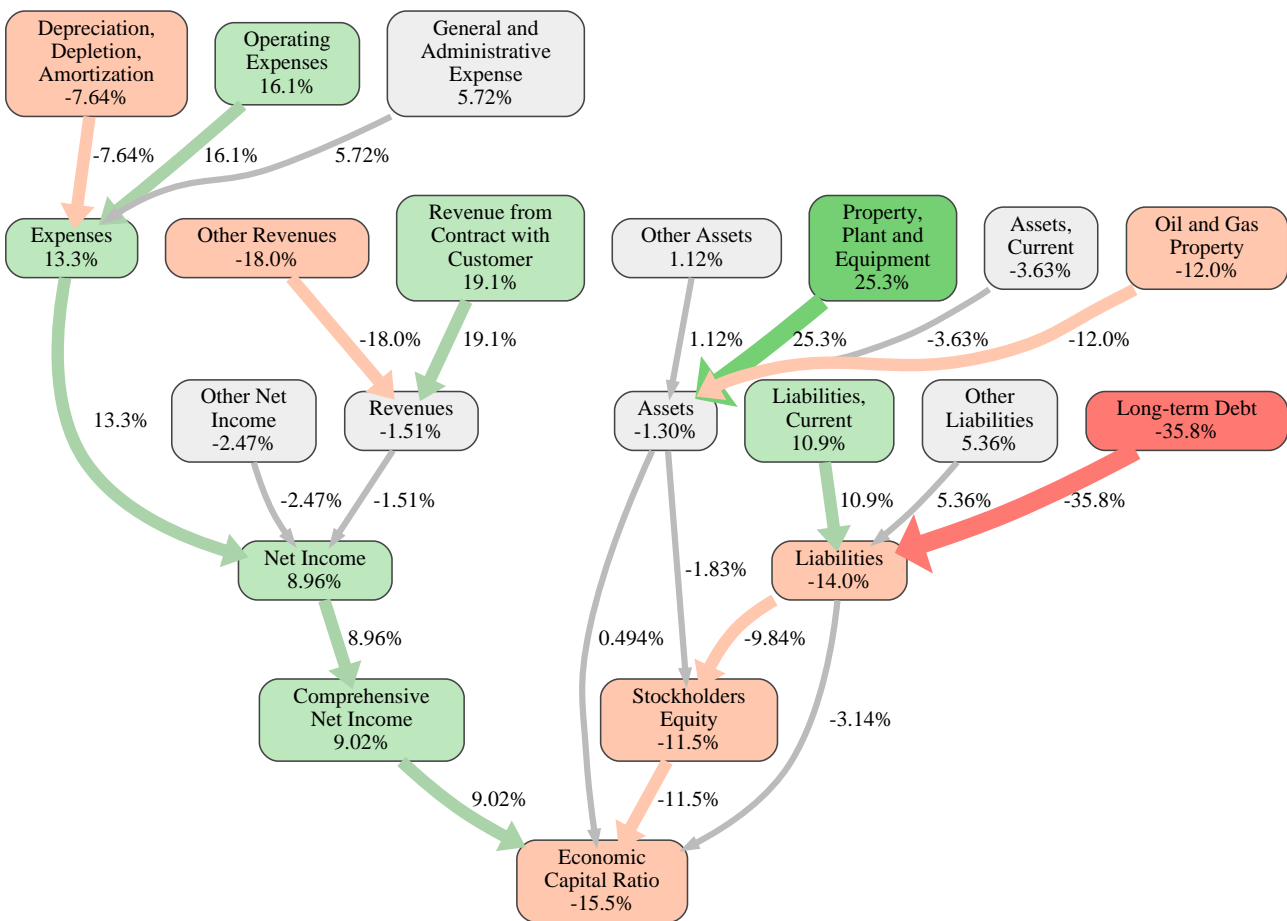 Depreciation,
Depletion,
Amortization
-7.64%
Operating
Expenses
16.1%
General and
Administrative
Expense
5.72%
-7.64%
16.1%
5.72%
Expenses
13.3%
Other Revenues
-18.0%
Revenue from
Contract with
Customer
19.1%
Other Assets
1.12%
Property,
Plant and
Equipment
25.3%
Assets,
Current
-3.63%
Oil and Gas
Property
-12.0%
-18.0%
19.1%
1.12%
25.3%
-3.63%
-12.0%
13.3%
Other Net
Income
-2.47%
Revenues
-1.51%
Assets
-1.30%
Liabilities,
Current
10.9%
Other
Liabilities
5.36%
Long-term Debt
-35.8%
-2.47%
-1.51%
10.9%
5.36%
-35.8%
Net Income
8.96%
-1.83%
Liabilities
-14.0%
8.96%
0.494%
-9.84%
Comprehensive
Net Income
9.02%
Stockholders
Equity
-11.5%
-3.14%
9.02%
-11.5%
Economic
Capital Ratio
-15.5%